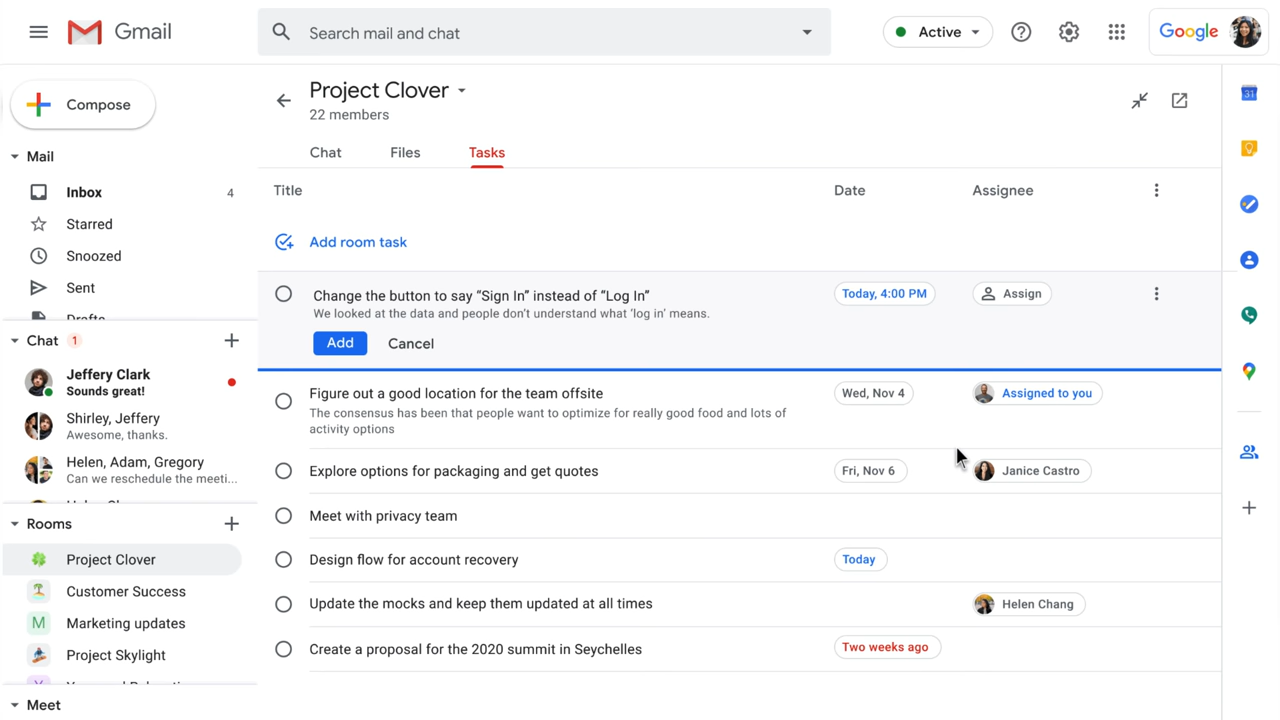 Gmail
Search mail and chat
Active
Google
Compose
Mail
Inbox 4
Starred
Snoozed
Sent
Drafts
Chat 1
Jeffery Clark
Sounds great!
Shirley, Jeffery
Awesome, thanks.
Helen, Adam, Gregory
Can we reschedule the meeti...
Rooms
Project Clover
Customer Success
M Marketing updates
Project Skylight
Meet
Project Clover
22 members
Chat Files Tasks
Title Date Assignee
Add room task
Change the button to say “Sign In” instead of “Log In” Today, 4:00 PM Assign
We looked at the data and people don’t understand what ‘log in’ means.
Add Cancel
Figure out a good location for the team offsite Wed, Nov 4 Assigned to you
The consensus has been that people want to optimize for really good food and lots of
activity options
Explore options for packaging and get quotes Fri, Nov 6 Janice Castro
Meet with privacy team
Design flow for account recovery Today
Update the mocks and keep them updated at all times Helen Chang
Create a proposal for the 2020 summit in Seychelles Two weeks ago
31